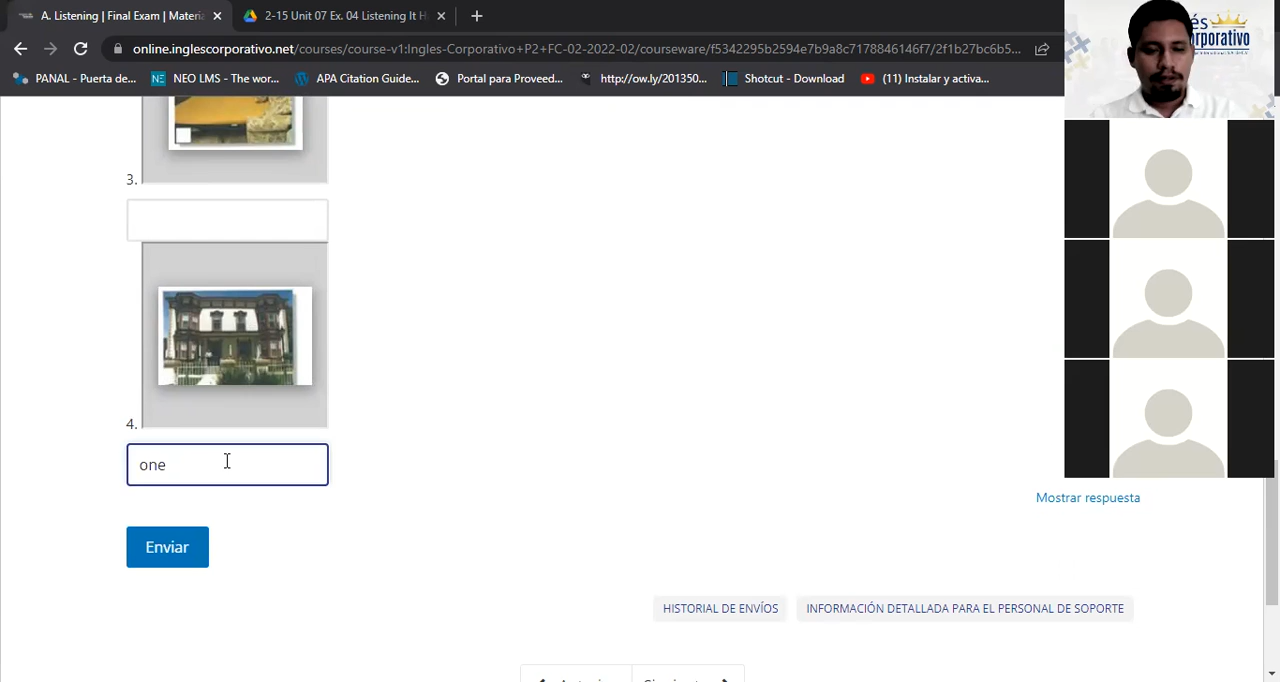 A. Listening | Final Exam | Materia
2-15 Unit 07 Ex. 04 Listening It H
online.inglescorporativo.net/courses/course-v1:Ingles-Corporativo+P2+FC-02-2022-02/courseware/f5342295b2594e7b9a8c7178846146f7/2f1b27bc6b5...
PANAL - Puerta de...
NEO LMS - The wor...
APA Citation Guide...
Portal para Proveed...
http://ow.ly/201350...
Shotcut - Download
(11) Instalar y activa...
és
orporativo
3.
4.
one
Mostrar respuesta
Enviar
HISTORIAL DE ENVÍOS
INFORMACIÓN DETALLADA PARA EL PERSONAL DE SOPORTE